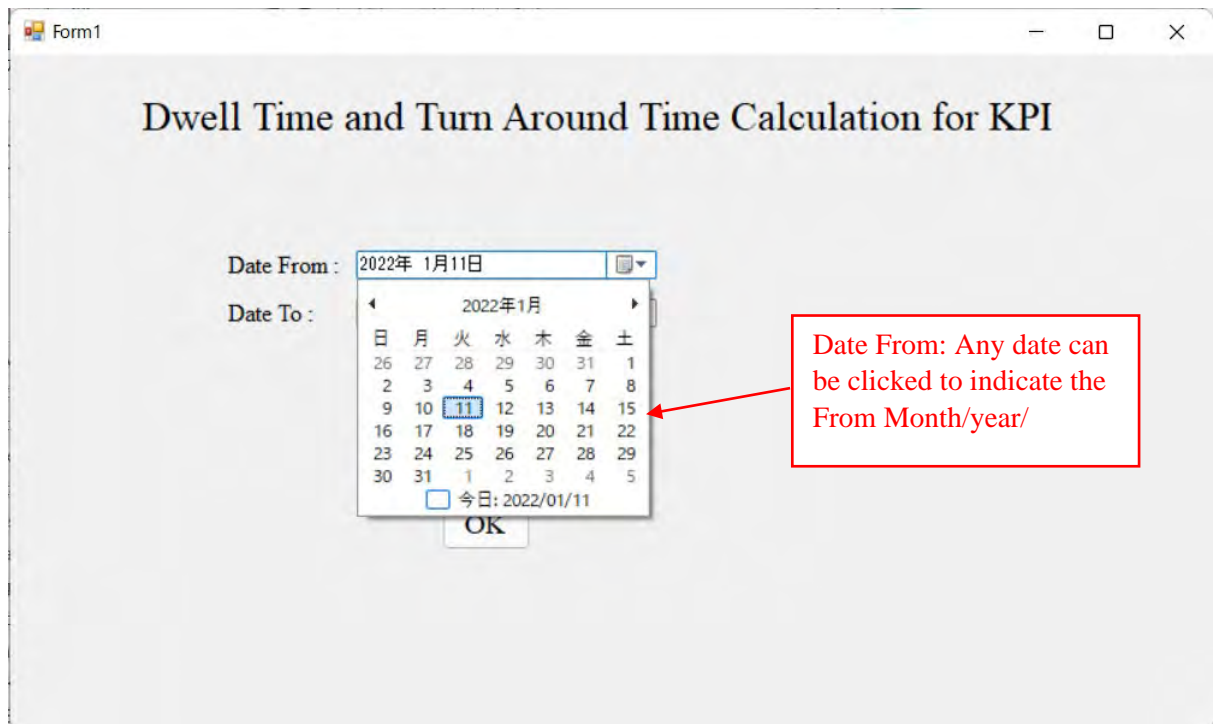 Form1
Dwell Time and Turn Around Time Calculation for KPI
Date From : 2022年 1月11日
Date To :
2022年1月
日 月 火 水 木 金 土
26 27 28 29 30 31 1
2 3 4 5 6 7 8
9 10 11 12 13 14 15
16 17 18 19 20 21 22
23 24 25 26 27 28 29
30 31 1 2 3 4 5
今日: 2022/01/11
OK
Date From: Any date can
be clicked to indicate the
From Month/year/